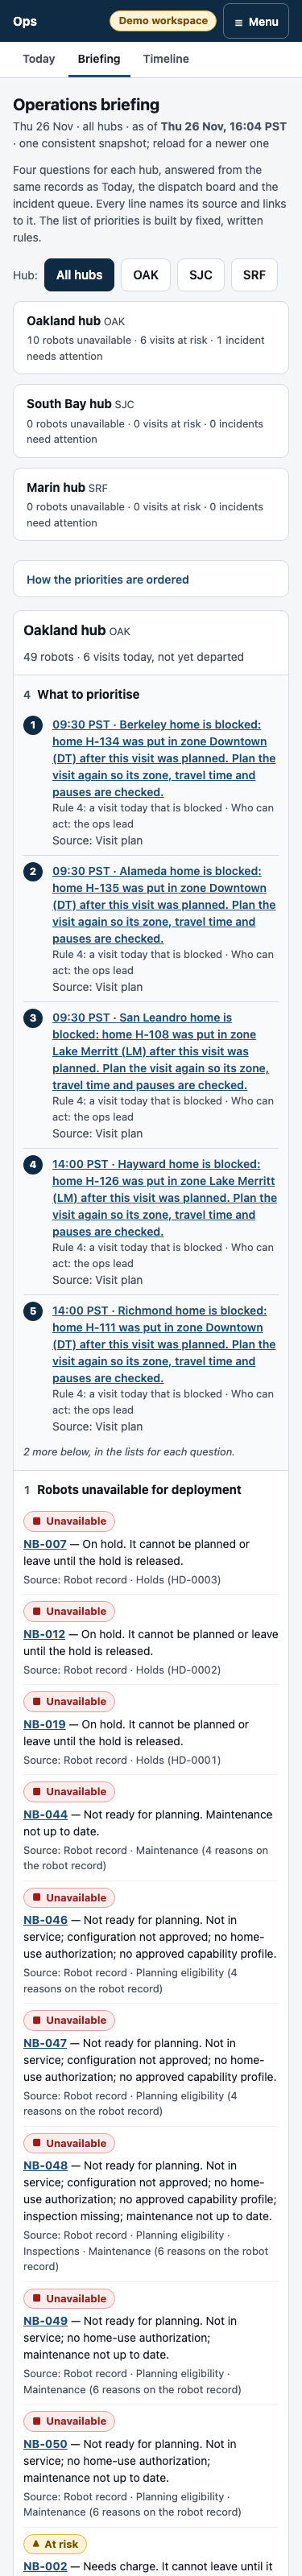 Ops
Demo workspace
≡ Menu
Today
Briefing
Timeline
Operations briefing
Thu 26 Nov · all hubs · as of Thu 26 Nov, 16:04 PST
· one consistent snapshot; reload for a newer one
Four questions for each hub, answered from the
same records as Today, the dispatch board and the
incident queue. Every line names its source and links
to it. The list of priorities is built by fixed, written
rules.
Hub:
All hubs
OAK
SJC
SRF
Oakland hub OAK
10 robots unavailable · 6 visits at risk · 1 incident
needs attention
South Bay hub SJC
0 robots unavailable · 0 visits at risk · 0 incidents
need attention
Marin hub SRF
0 robots unavailable · 0 visits at risk · 0 incidents
need attention
How the priorities are ordered
Oakland hub OAK
49 robots · 6 visits today, not yet departed
4 What to prioritise
1 09:30 PST · Berkeley home is blocked:
home H-134 was put in zone Downtown
(DT) after this visit was planned. Plan the
visit again so its zone, travel time and
pauses are checked.
Rule 4: a visit today that is blocked · Who can
act: the ops lead
Source: Visit plan
2 09:30 PST · Alameda home is blocked:
home H-135 was put in zone Downtown
(DT) after this visit was planned. Plan the
visit again so its zone, travel time and
pauses are checked.
Rule 4: a visit today that is blocked · Who can
act: the ops lead
Source: Visit plan
3 09:30 PST · San Leandro home is
blocked: home H-108 was put in zone
Lake Merritt (LM) after this visit was
planned. Plan the visit again so its zone,
travel time and pauses are checked.
Rule 4: a visit today that is blocked · Who can
act: the ops lead
Source: Visit plan
4 14:00 PST · Hayward home is blocked:
home H-126 was put in zone Lake Merritt
(LM) after this visit was planned. Plan the
visit again so its zone, travel time and
pauses are checked.
Rule 4: a visit today that is blocked · Who can
act: the ops lead
Source: Visit plan
5 14:00 PST · Richmond home is blocked:
home H-111 was put in zone Downtown
(DT) after this visit was planned. Plan the
visit again so its zone, travel time and
pauses are checked.
Rule 4: a visit today that is blocked · Who can
act: the ops lead
Source: Visit plan
2 more below, in the lists for each question.
1 Robots unavailable for deployment
Unavailable
NB-007 — On hold. It cannot be planned or
leave until the hold is released.
Source: Robot record · Holds (HD-0003)
Unavailable
NB-012 — On hold. It cannot be planned or leave
until the hold is released.
Source: Robot record · Holds (HD-0002)
Unavailable
NB-019 — On hold. It cannot be planned or
leave until the hold is released.
Source: Robot record · Holds (HD-0001)
Unavailable
NB-044 — Not ready for planning. Maintenance
not up to date.
Source: Robot record · Maintenance (4 reasons on
the robot record)
Unavailable
NB-046 — Not ready for planning. Not in
service; configuration not approved; no home-
use authorization; no approved capability profile.
Source: Robot record · Planning eligibility (4
reasons on the robot record)
Unavailable
NB-047 — Not ready for planning. Not in
service; configuration not approved; no home-
use authorization; no approved capability profile.
Source: Robot record · Planning eligibility (4
reasons on the robot record)
Unavailable
NB-048 — Not ready for planning. Not in
service; configuration not approved; no home-
use authorization; no approved capability profile;
inspection missing; maintenance not up to date.
Source: Robot record · Planning eligibility ·
Inspections · Maintenance (6 reasons on the robot
record)
Unavailable
NB-049 — Not ready for planning. Not in
service; no home-use authorization;
maintenance not up to date.
Source: Robot record · Planning eligibility ·
Maintenance (6 reasons on the robot record)
Unavailable
NB-050 — Not ready for planning. Not in
service; no home-use authorization;
maintenance not up to date.
Source: Robot record · Planning eligibility ·
Maintenance (6 reasons on the robot record)
At risk
NB-002 — Needs charge. It cannot leave until it